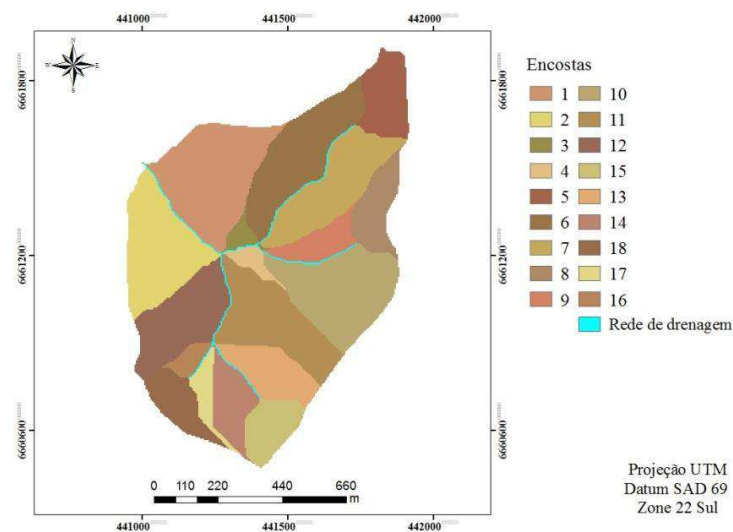 441000 441500 442000
N
W E
S
6661800 6661800
6661200 6661200
6660600 6660600
Encostas
1 10
2 11
3 12
4 15
5 13
6 14
7 18
8 17
9 16
Rede de drenagem
0 110 220 440 660
m
441000 441500 442000
Projeção UTM
Datum SAD 69
Zone 22 Sul